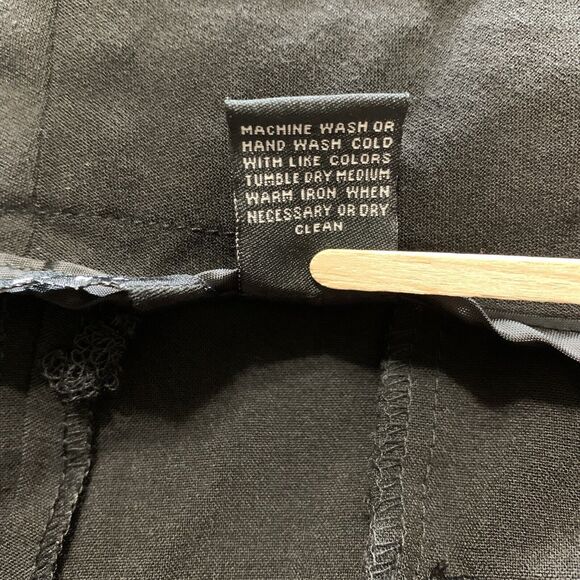 MACHINE WASH OR
HAND WASH COLD
WITH LIKE COLORS
TUMBLE DRY MEDIUM
WARM IRON WHEN
NECESSARY OR DRY
CLEAN